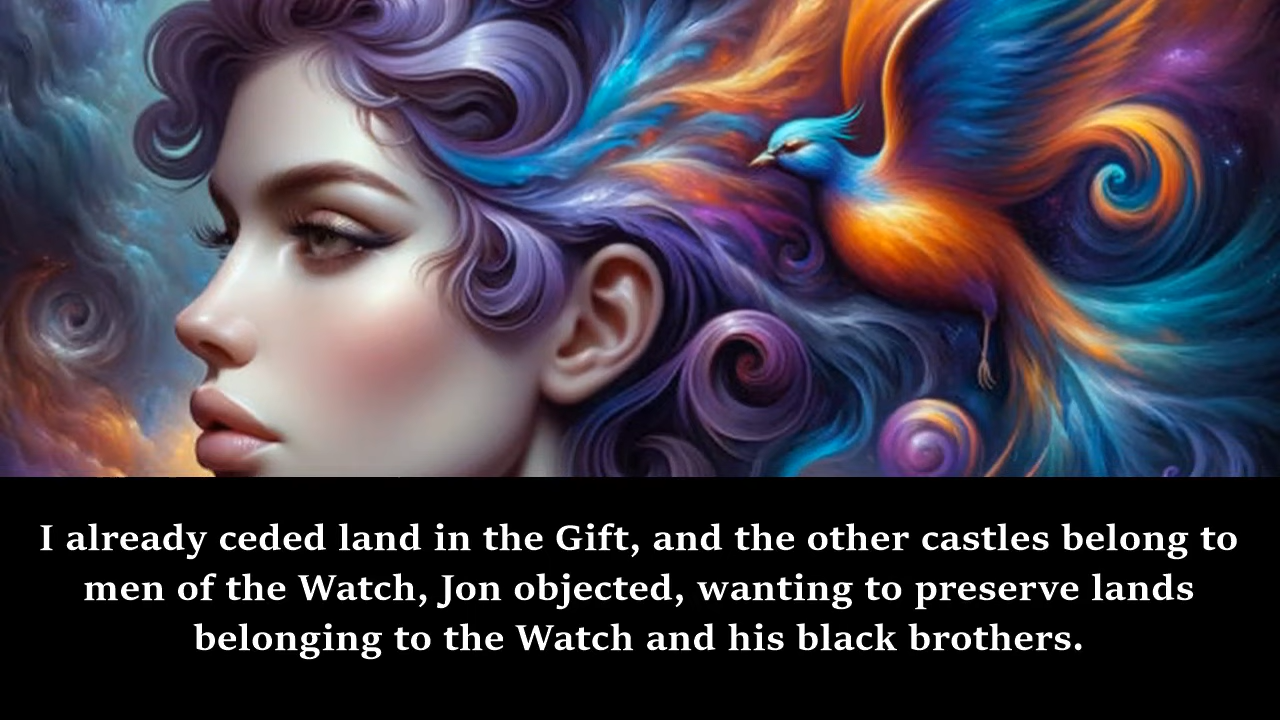 I already ceded land in the Gift, and the other castles belong to
men of the Watch, Jon objected, wanting to preserve lands
belonging to the Watch and his black brothers.